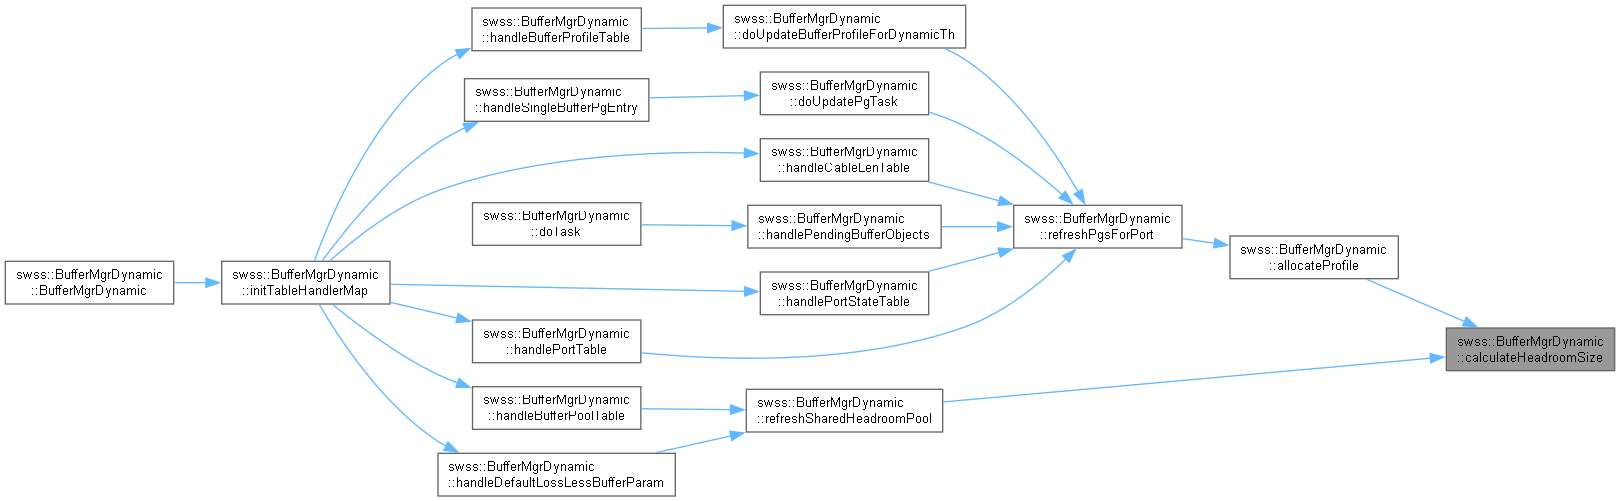 swss::BufferMgrDynamic
::BufferMgrDynamic
swss::BufferMgrDynamic
::initTableHandlerMap
swss::BufferMgrDynamic
::handleBufferProfileTable
swss::BufferMgrDynamic
::handleSingleBufferPgEntry
swss::BufferMgrDynamic
::doTask
swss::BufferMgrDynamic
::handlePortTable
swss::BufferMgrDynamic
::handleBufferPoolTable
swss::BufferMgrDynamic
::handleDefaultLossLessBufferParam
swss::BufferMgrDynamic
::doUpdateBufferProfileForDynamicTh
swss::BufferMgrDynamic
::doUpdatePgTask
swss::BufferMgrDynamic
::handleCableLenTable
swss::BufferMgrDynamic
::handlePendingBufferObjects
swss::BufferMgrDynamic
::handlePortStateTable
swss::BufferMgrDynamic
::refreshSharedHeadroomPool
swss::BufferMgrDynamic
::refreshPgsForPort
swss::BufferMgrDynamic
::allocateProfile
swss::BufferMgrDynamic
::calculateHeadroomSize